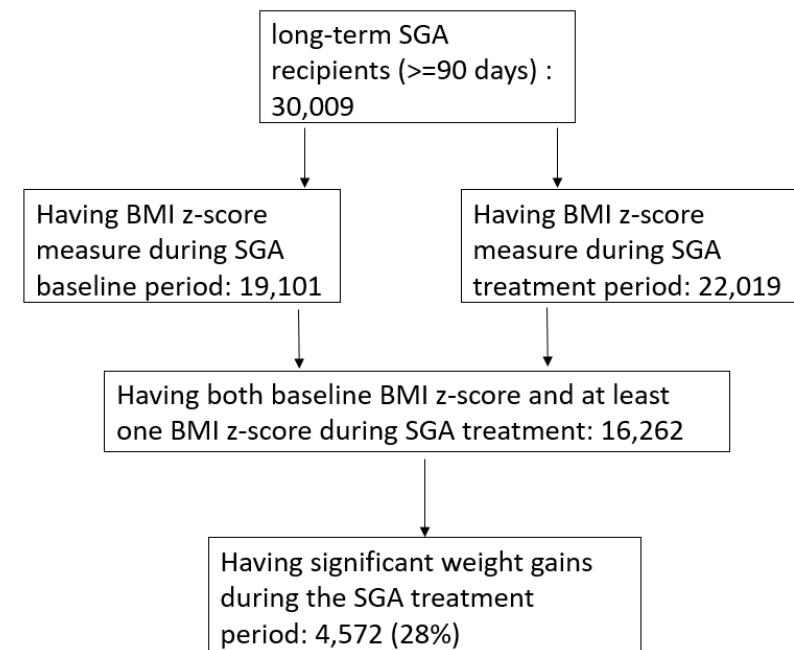 long-term SGA
recipients (>=90 days) :
30,009
Having BMI z-score
measure during SGA
baseline period: 19,101
Having BMI z-score
measure during SGA
treatment period: 22,019
Having both baseline BMI z-score and at least
one BMI z-score during SGA treatment: 16,262
Having significant weight gains
during the SGA treatment
period: 4,572 (28%)